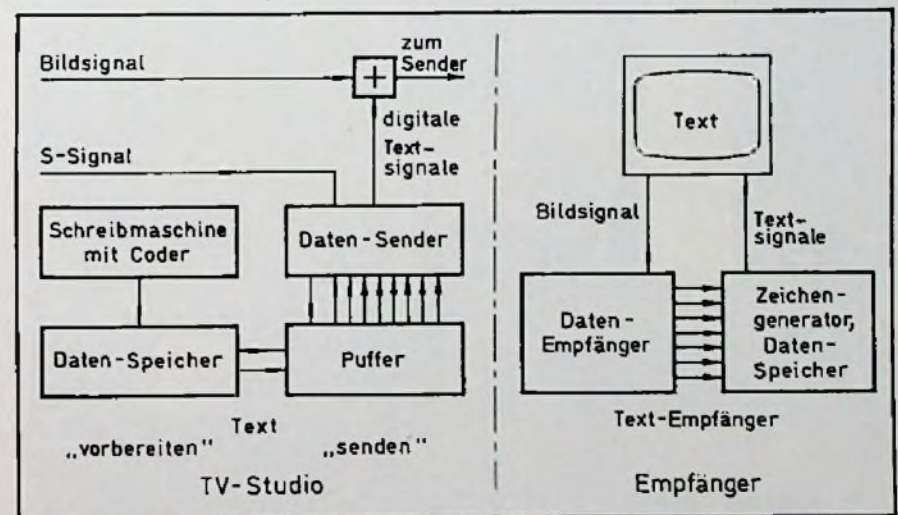 Bildsignal
zum
Sender
+
digitale
Text-
signale
S-Signal
Schreibmaschine
mit Coder
Daten-Sender
Daten-Speicher
Puffer
Text
„vorbereiten"
„senden"
TV-Studio
Text
Bildsignal
Text-
signale
Daten-
Empfänger
Zeichen-
generator,
Daten-
Speicher
Text-Empfänger
Empfänger